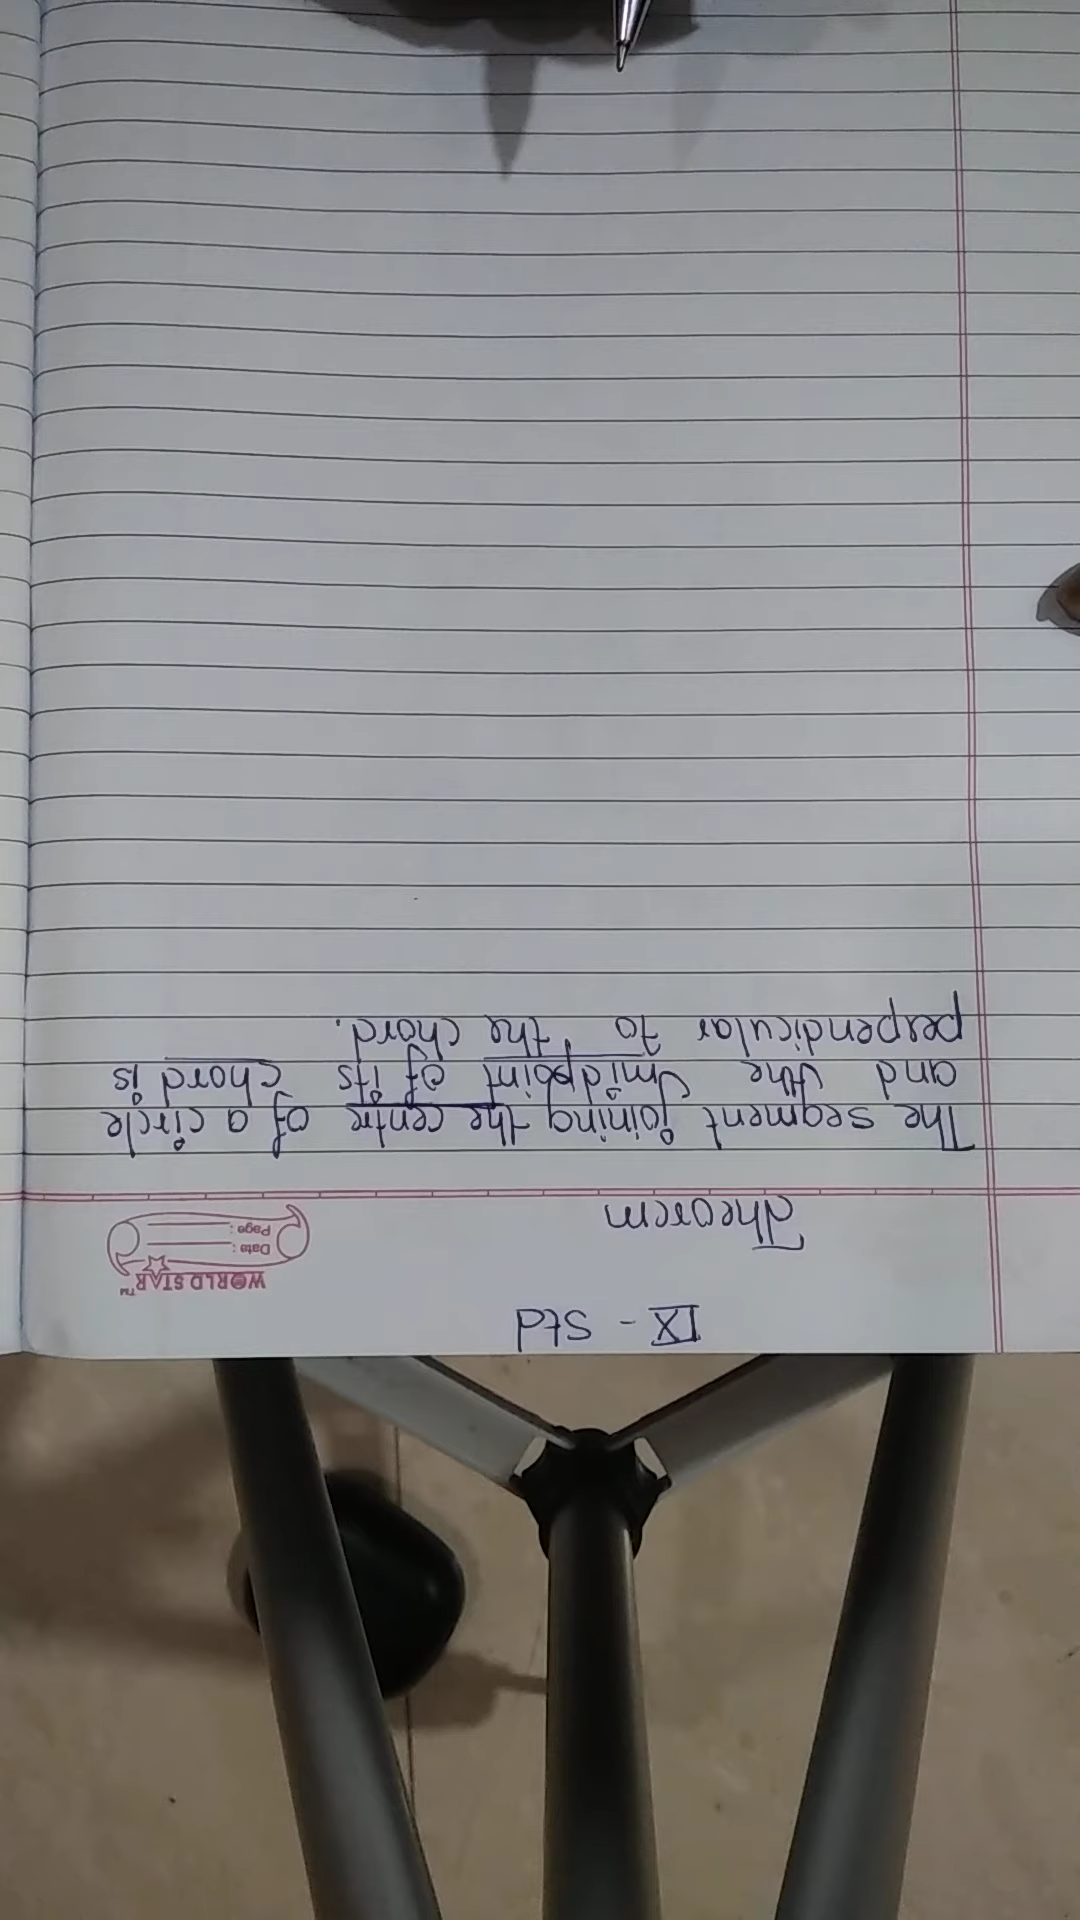 IX - Std
WORLD STAR™
Date :
Page :
Theorem
The segment joining the centre of a circle
and the midpoint of its chord is
perpendicular to the chord.